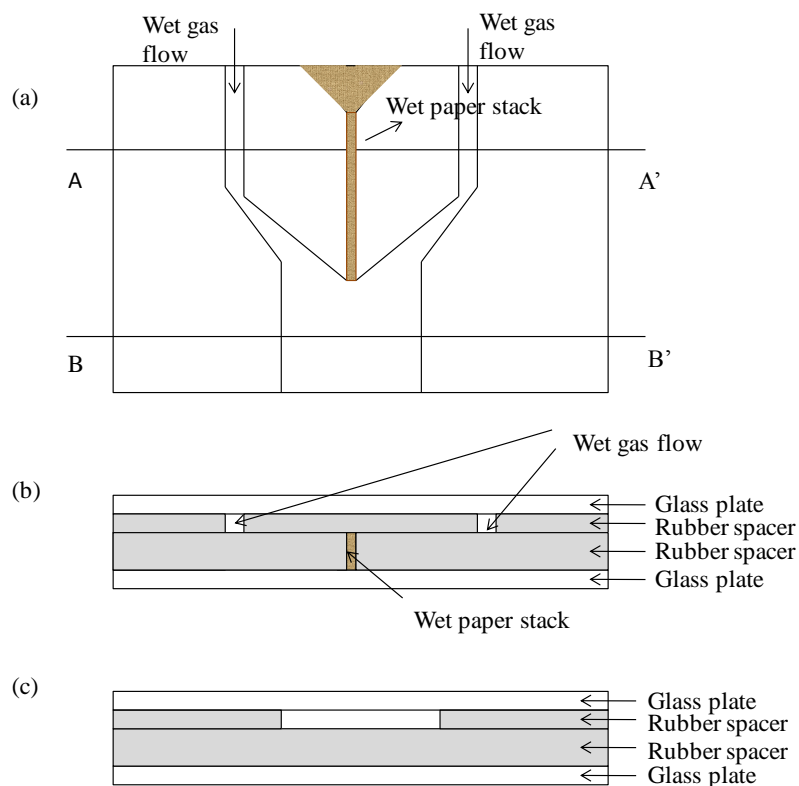 Wet gas
flow
Wet gas
flow
(a)
Wet paper stack
A
A’
B
B’
Wet gas flow
(b)
Glass plate
Rubber spacer
Rubber spacer
Glass plate
Wet paper stack
(c)
Glass plate
Rubber spacer
Rubber spacer
Glass plate